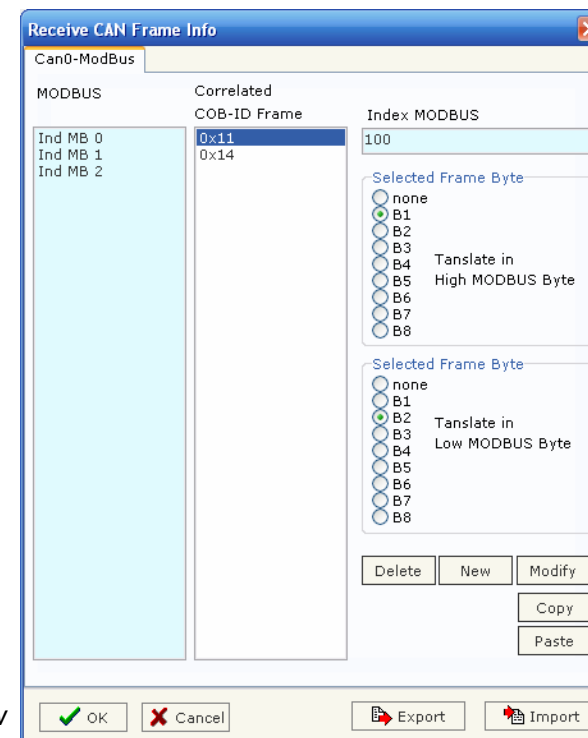 Receive CAN Frame Info
Can0-ModBus
MODBUS
Correlated
COB-ID Frame
Ind MB 0
Ind MB 1
Ind MB 2
0x11
0x14
Index MODBUS
100
Selected Frame Byte
none
B1
B2
B3
B4
B5
B6
B7
B8
Tanslate in
High MODBUS Byte
Selected Frame Byte
none
B1
B2
B3
B4
B5
B6
B7
B8
Tanslate in
Low MODBUS Byte
Delete
New
Modify
Copy
Paste
OK
Cancel
Export
Import